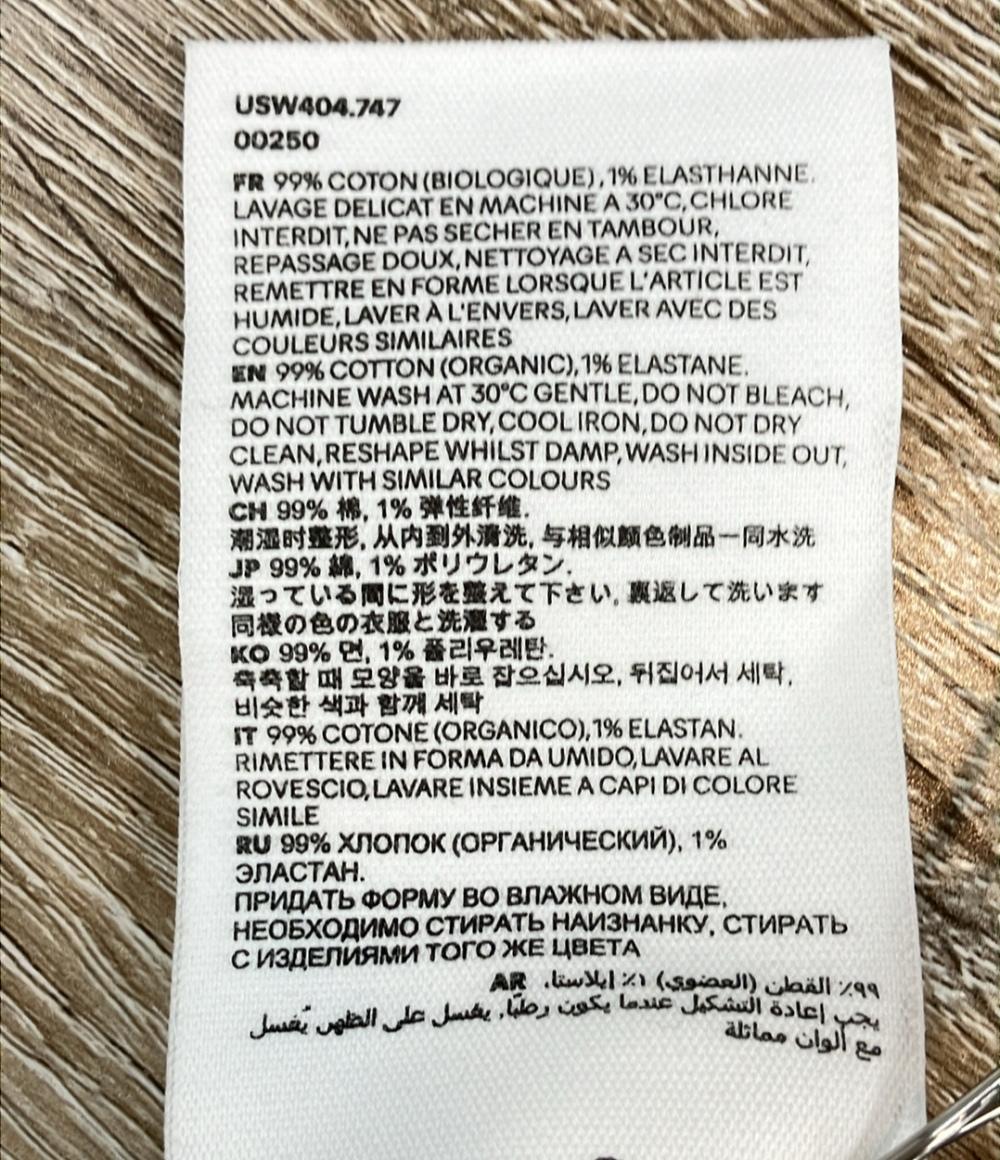 USW404.747
00250
FR 99% COTON (BIOLOGIQUE), 1% ELASTHANNE.
LAVAGE DELICAT EN MACHINE A 30°C, CHLORE
INTERDIT, NE PAS SECHER EN TAMBOUR,
REPASSAGE DOUX, NETTOYAGE A SEC INTERDIT,
REMETTRE EN FORME LORSQUE L'ARTICLE EST
HUMIDE, LAVER À L'ENVERS, LAVER AVEC DES
COULEURS SIMILAIRES
EN 99% COTTON (ORGANIC), 1% ELASTANE.
MACHINE WASH AT 30°C GENTLE, DO NOT BLEACH,
DO NOT TUMBLE DRY, COOL IRON, DO NOT DRY
CLEAN, RESHAPE WHILST DAMP, WASH INSIDE OUT,
WASH WITH SIMILAR COLOURS
CH 99% 棉, 1% 弹性纤维.
潮湿时整形, 从内到外清洗, 与相似颜色制品一同水洗
JP 99% 綿, 1% ポリウレタン.
湿っている間に形を整えて下さい, 裏返して洗います
同様の色の衣服と洗濯する
KO 99% 면, 1% 폴리우레탄.
축축할 때 모양을 바로 잡으십시오, 뒤집어서 세탁,
비슷한 색과 함께 세탁
IT 99% COTONE (ORGANICO), 1% ELASTAN.
RIMETTERE IN FORMA DA UMIDO, LAVARE AL
ROVESCIO, LAVARE INSIEME A CAPI DI COLORE
SIMILE
RU 99% ХЛОПОК (ОРГАНИЧЕСКИЙ), 1%
ЭЛАСТАН.
ПРИДАТЬ ФОРМУ ВО ВЛАЖНОМ ВИДЕ,
НЕОБХОДИМО СТИРАТЬ НАИЗНАНКУ, СТИРАТЬ
С ИЗДЕЛИЯМИ ТОГО ЖЕ ЦВЕТА
٩٩٪ القطن (العضوي) ١٪ إيلاستا. AR
يجب إعادة التشكيل عندما يكون رطبًا, يغسل على الظهر, يُغسل
مع ألوان مماثلة